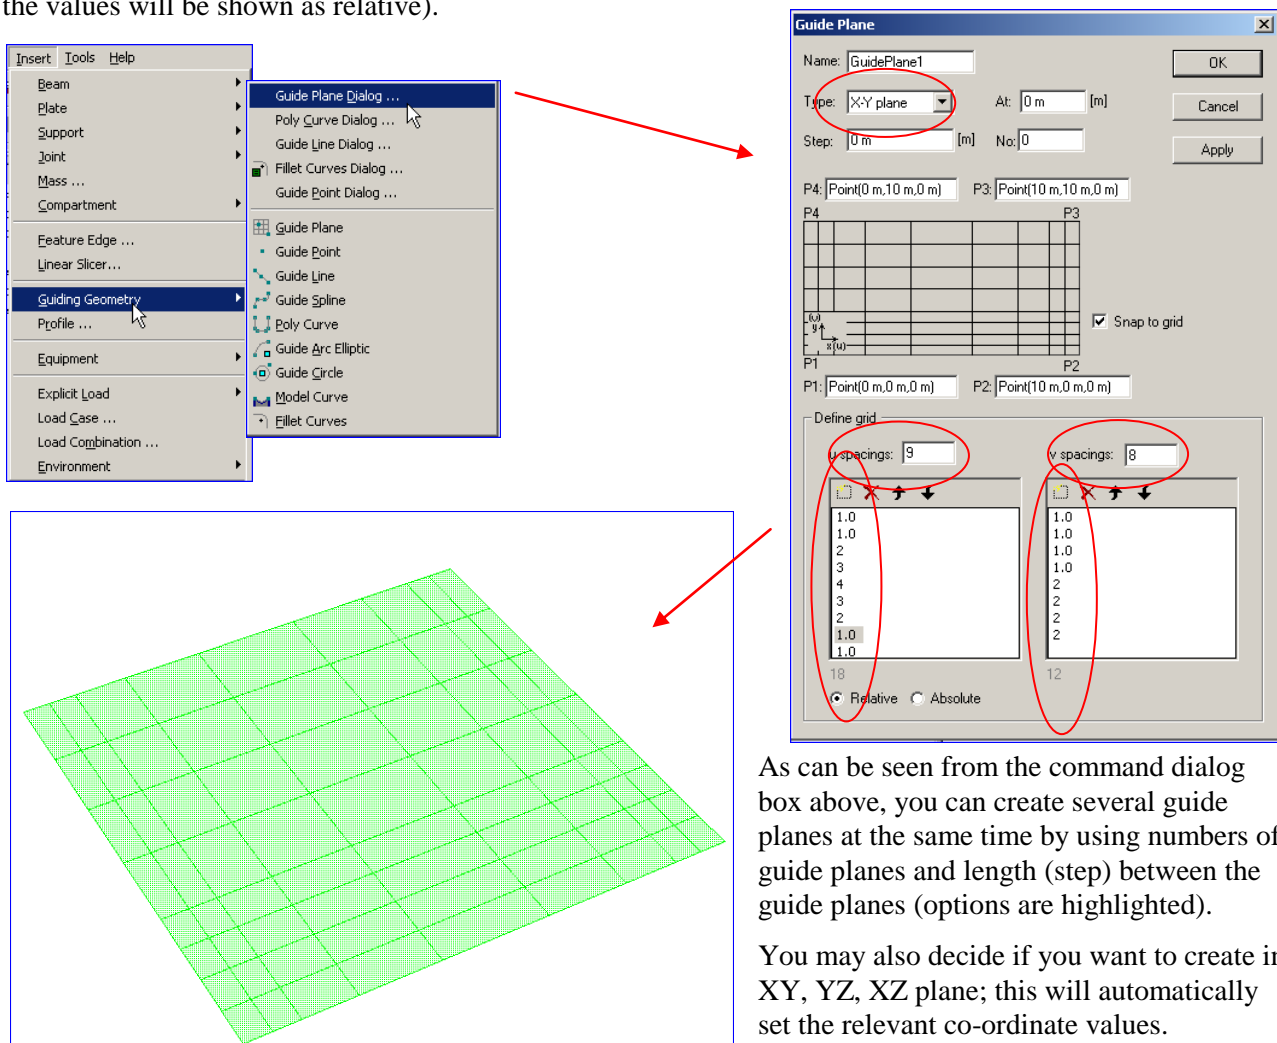 the values will be shown as relative).
Insert Tools Help
Beam
Plate
Support
Joint
Mass ...
Compartment
Feature Edge ...
Linear Slicer...
Guiding Geometry
Profile ...
Equipment
Explicit Load
Load Case ...
Load Combination ...
Environment
Guide Plane Dialog ...
Poly Curve Dialog ...
Guide Line Dialog ...
Fillet Curves Dialog ...
Guide Point Dialog ...
Guide Plane
Guide Point
Guide Line
Guide Spline
Poly Curve
Guide Arc Elliptic
Guide Circle
Model Curve
Fillet Curves
Guide Plane
Name: GuidePlane1
OK
Type: X-Y plane At: 0 m [m]
Cancel
Step: 0 m [m] No: 0
Apply
P4: Point(0 m,10 m,0 m) P3: Point(10 m,10 m,0 m)
P4 P3
(v)
y
x(u)
Snap to grid
P1 P2
P1: Point(0 m,0 m,0 m) P2: Point(10 m,0 m,0 m)
Define grid
u spacings: 9
1.0
1.0
2
3
4
3
2
1.0
1.0
18
v spacings: 8
1.0
1.0
1.0
1.0
2
2
2
2
12
Relative Absolute
As can be seen from the command dialog
box above, you can create several guide
planes at the same time by using numbers of
guide planes and length (step) between the
guide planes (options are highlighted).
You may also decide if you want to create in
XY, YZ, XZ plane; this will automatically
set the relevant co-ordinate values.